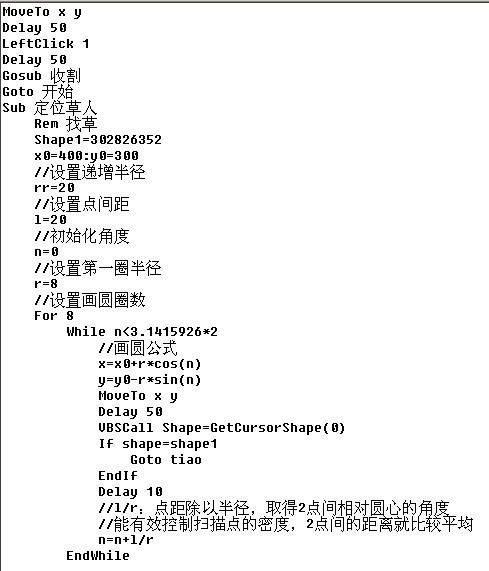 MoveTo x y
Delay 50
LeftClick 1
Delay 50
Gosub 收割
Goto 开始
Sub 定位草人
Rem 找草
Shape1=302826352
x0=400:y0=300
//设置递增半径
rr=20
//设置点间距
l=20
//初始化角度
n=0
//设置第一圈半径
r=8
//设置画圆圈数
For 8
While n<3.1415926*2
//画圆公式
x=x0+r*cos(n)
y=y0-r*sin(n)
MoveTo x y
Delay 50
VBSCall Shape=GetCursorShape(0)
If shape=shape1
Goto tiao
EndIf
Delay 10
//l/r：点距除以半径，取得2点间相对圆心的角度
//能有效控制扫描点的密度，2点间的距离就比较平均
n=n+l/r
EndWhile